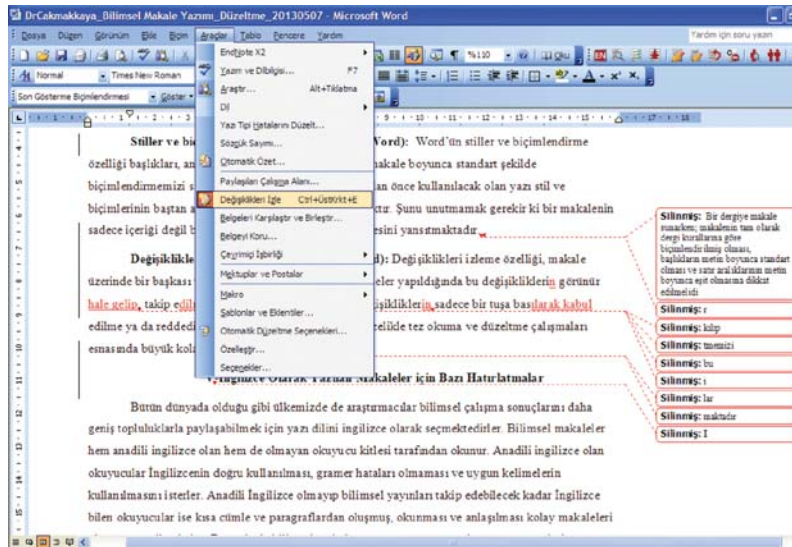 DrCakmakkaya_Bilimsel Makale Yazımı_Düzeltme_20130507 - Microsoft Word
Dosya Düzen Görünüm Ekle Biçim Araçlar Tablo Pencere Yardım
Yardım için soru yazın
%110
Oku
Normal
Times New Roman
Son Gösterme Biçimlendirmesi
Göster
EndNote X2
Yazım ve Dilbilgisi... F7
Araştır... Alt+Tıklatma
Dil
Yazı Tipi Hatalarını Düzelt...
Sözcük Sayımı...
Otomatik Özet...
Paylaşılan Çalışma Alanı...
Değişiklikleri İzle Ctrl+ÜstKrkt+E
Belgeleri Karşılaştır ve Birleştir...
Belgeyi Koru...
Çevrimiçi İşbirliği
Mektuplar ve Postalar
Makro
Şablonlar ve Eklentiler...
Otomatik Düzeltme Seçenekleri...
Özelleştir...
Seçenekler...
Stiller ve bi Word): Word'ün stiller ve biçimlendirme
özelliği başlıkları, an makale boyunca standart şekilde
biçimlendirmemizi s an önce kullanılacak olan yazı stil ve
biçimlerinin baştan a ktır. Şunu unutmamak gerekir ki bir makalenin
sadece içeriği değil b esini yansıtmaktadır.
Değişiklikle d): Değişiklikleri izleme özelliği, makale
üzerinde bir başkası eler yapıldığında bu değişikliklerin görünür
hale gelip, takip edil işikliklerin sadece bir tuşa basılarak kabul
edilme ya da reddedi ellikle tez okuma ve düzeltme çalışmaları
esnasında büyük kola
İngilizce Olarak Yazılan Makaleler için Bazı Hatırlatmalar
Bütün dünyada olduğu gibi ülkemizde de araştırmacılar bilimsel çalışma sonuçlarını daha
geniş topluluklarla paylaşabilmek için yazı dilini ingilizce olarak seçmektedirler. Bilimsel makaleler
hem anadili ingilizce olan hem de olmayan okuyucu kitlesi tarafından okunur. Anadili ingilizce olan
okuyucular İngilizcenin doğru kullanılması, gramer hataları olmaması ve uygun kelimelerin
kullanılmasını isterler. Anadili İngilizce olmayıp bilimsel yayınları takip edebilecek kadar İngilizce
bilen okuyucular ise kısa cümle ve paragraflardan oluşmuş, okunması ve anlaşılması kolay makaleleri
Silinmiş: Bir dergiye makale
sunarken; makalenin tam olarak
dergi kurallarına göre
biçimlendirilmiş olması,
başlıkların metin boyunca standart
olması ve satır aralıklarının metin
boyunca eşit olmasına dikkat
edilmelidi
Silinmiş: r
Silinmiş: kılıp
Silinmiş: tmemizi
Silinmiş: bu
Silinmiş: i
Silinmiş: lar
Silinmiş: maktadır
Silinmiş: I